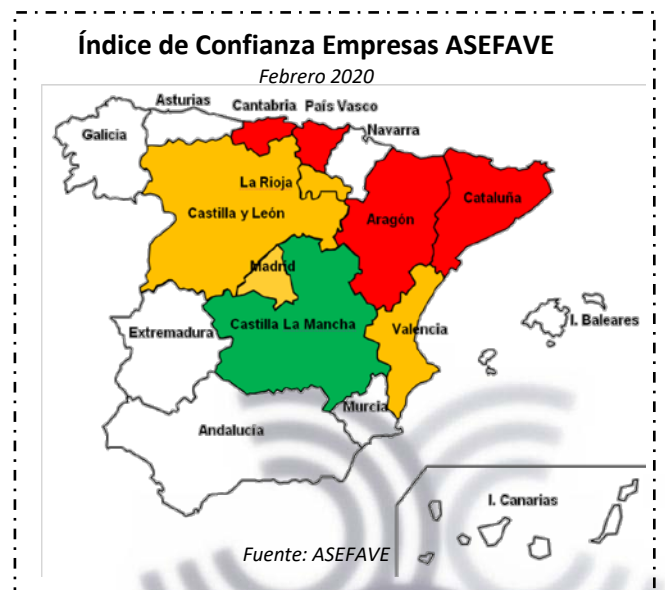 Índice de Confianza Empresas ASEFAVE
Febrero 2020
Asturias
Cantabria
País Vasco
Galicia
Navarra
La Rioja
Castilla y León
Aragón
Cataluña
Madrid
Castilla La Mancha
Valencia
I. Baleares
Extremadura
Murcia
Andalucía
I. Canarias
Fuente: ASEFAVE